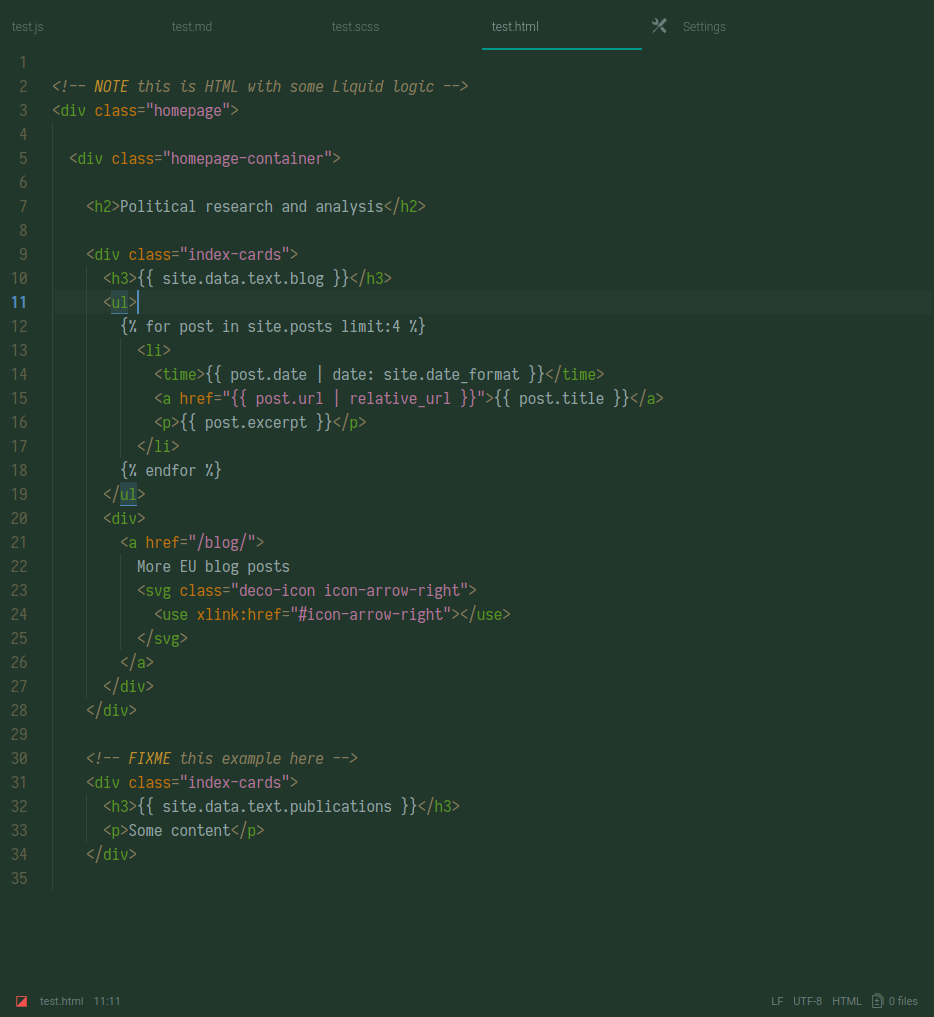 test.js test.md test.scss test.html Settings
1
2 <!-- NOTE this is HTML with some Liquid logic -->
3 <div class="homepage">
4
5 <div class="homepage-container">
6
7 <h2>Political research and analysis</h2>
8
9 <div class="index-cards">
10 <h3>{{ site.data.text.blog }}</h3>
11 <ul>
12 {% for post in site.posts limit:4 %}
13 <li>
14 <time>{{ post.date | date: site.date_format }}</time>
15 <a href="{{ post.url | relative_url }}">{{ post.title }}</a>
16 <p>{{ post.excerpt }}</p>
17 </li>
18 {% endfor %}
19 </ul>
20 <div>
21 <a href="/blog/">
22 More EU blog posts
23 <svg class="deco-icon icon-arrow-right">
24 <use xlink:href="#icon-arrow-right"></use>
25 </svg>
26 </a>
27 </div>
28 </div>
29
30 <!-- FIXME this example here -->
31 <div class="index-cards">
32 <h3>{{ site.data.text.publications }}</h3>
33 <p>Some content</p>
34 </div>
35
test.html 11:11 LF UTF-8 HTML 0 files